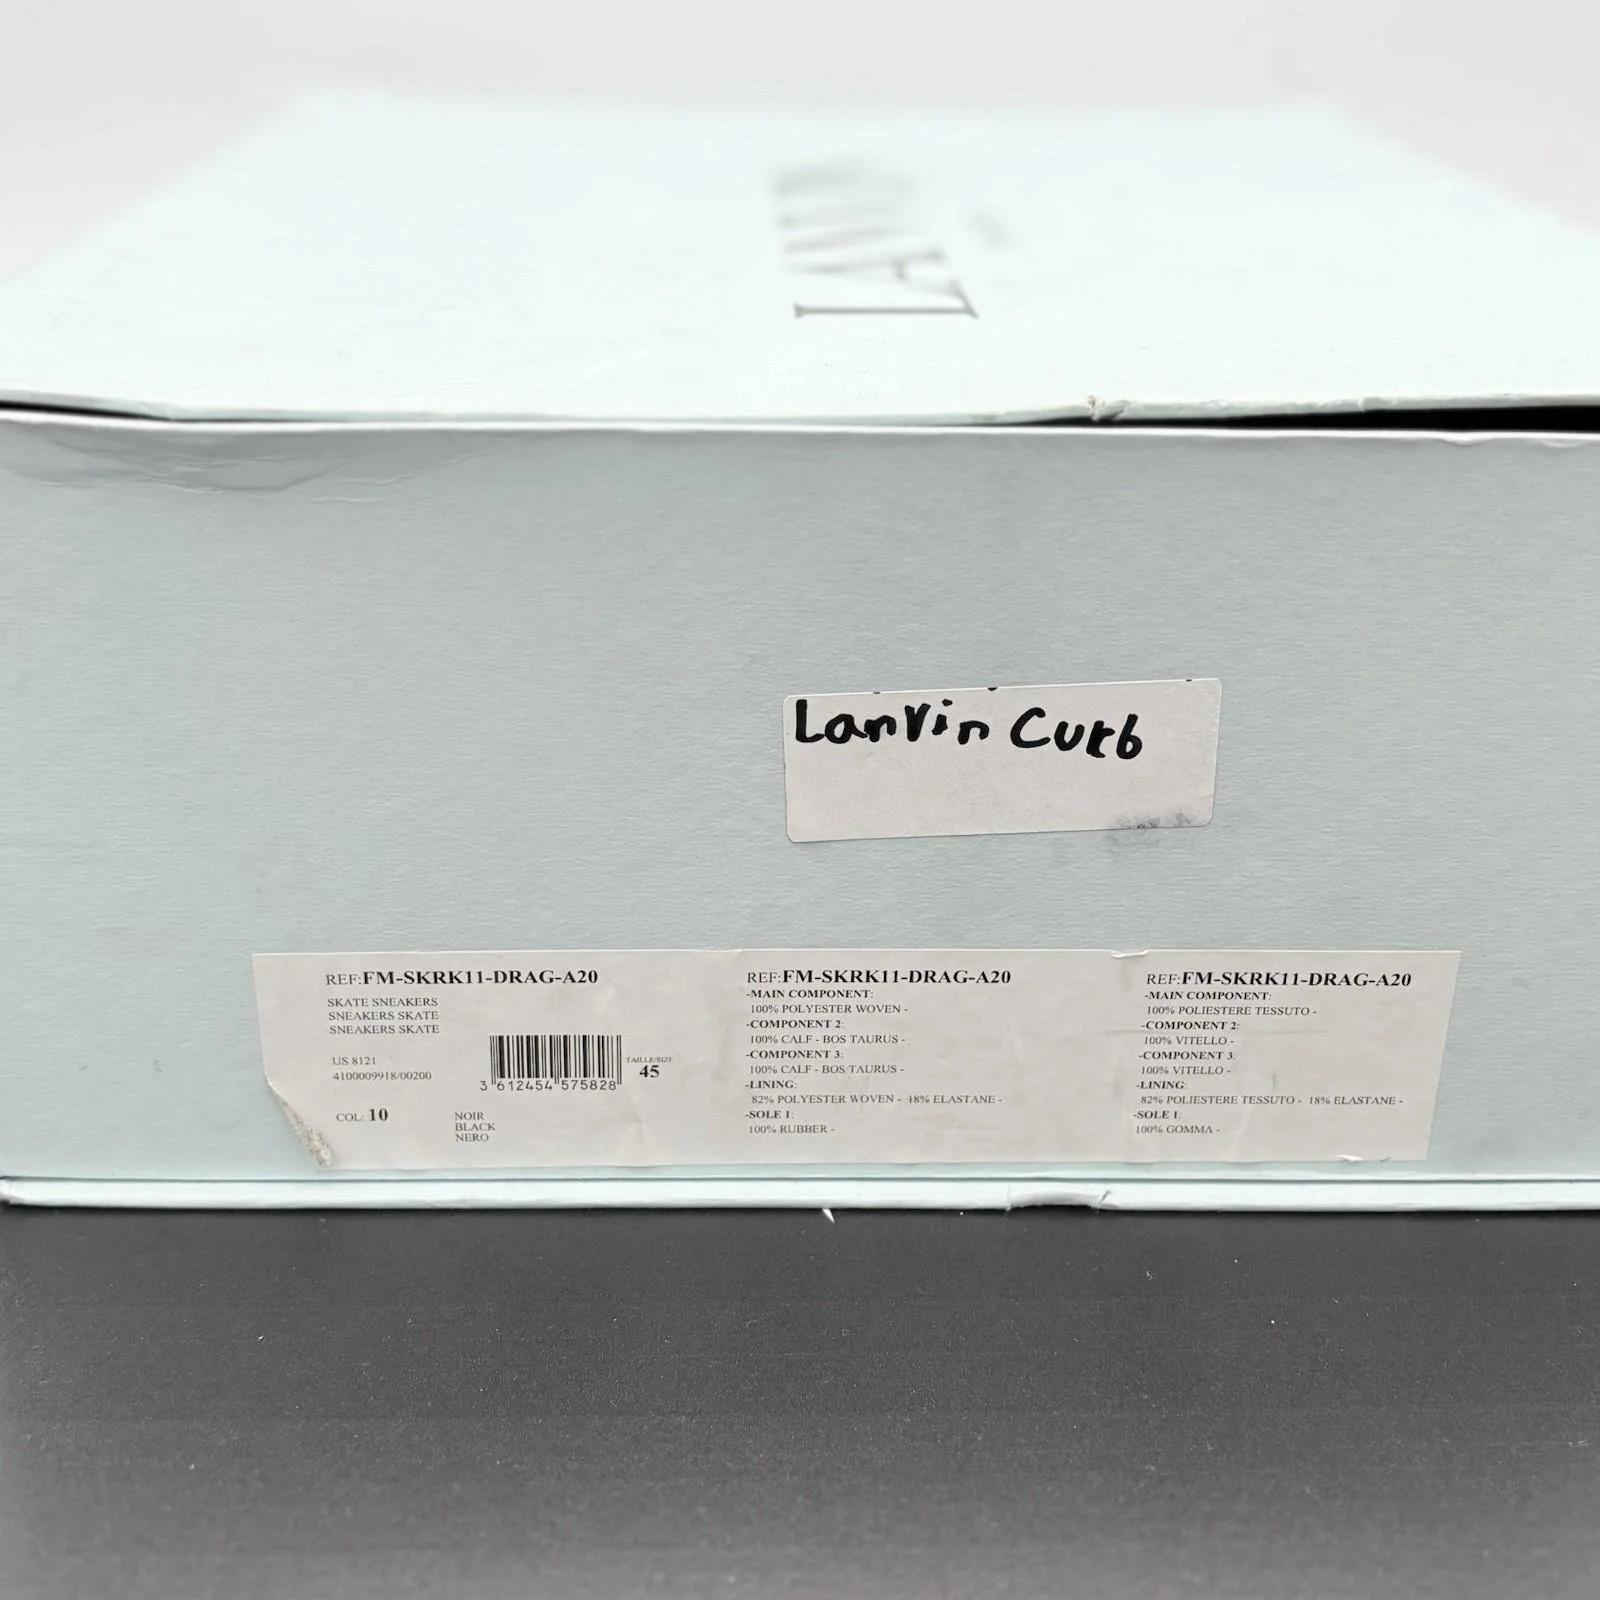 LANVIN
Lanvin Curb
REF:FM-SKRK11-DRAG-A20
SKATE SNEAKERS
SNEAKERS SKATE
SNEAKERS SKATE
US 8121
4100009918/00200
3 612454 575828
TAILLE/SIZE
45
COL: 10
NOIR
BLACK
NERO
REF:FM-SKRK11-DRAG-A20
-MAIN COMPONENT:
100% POLYESTER WOVEN -
-COMPONENT 2:
100% CALF - BOS TAURUS -
-COMPONENT 3:
100% CALF - BOS TAURUS -
-LINING:
82% POLYESTER WOVEN - 18% ELASTANE -
-SOLE 1:
100% RUBBER -
REF:FM-SKRK11-DRAG-A20
-MAIN COMPONENT:
100% POLIESTERE TESSUTO -
-COMPONENT 2:
100% VITELLO -
-COMPONENT 3:
100% VITELLO -
-LINING:
82% POLIESTERE TESSUTO - 18% ELASTANE -
-SOLE 1:
100% GOMMA -